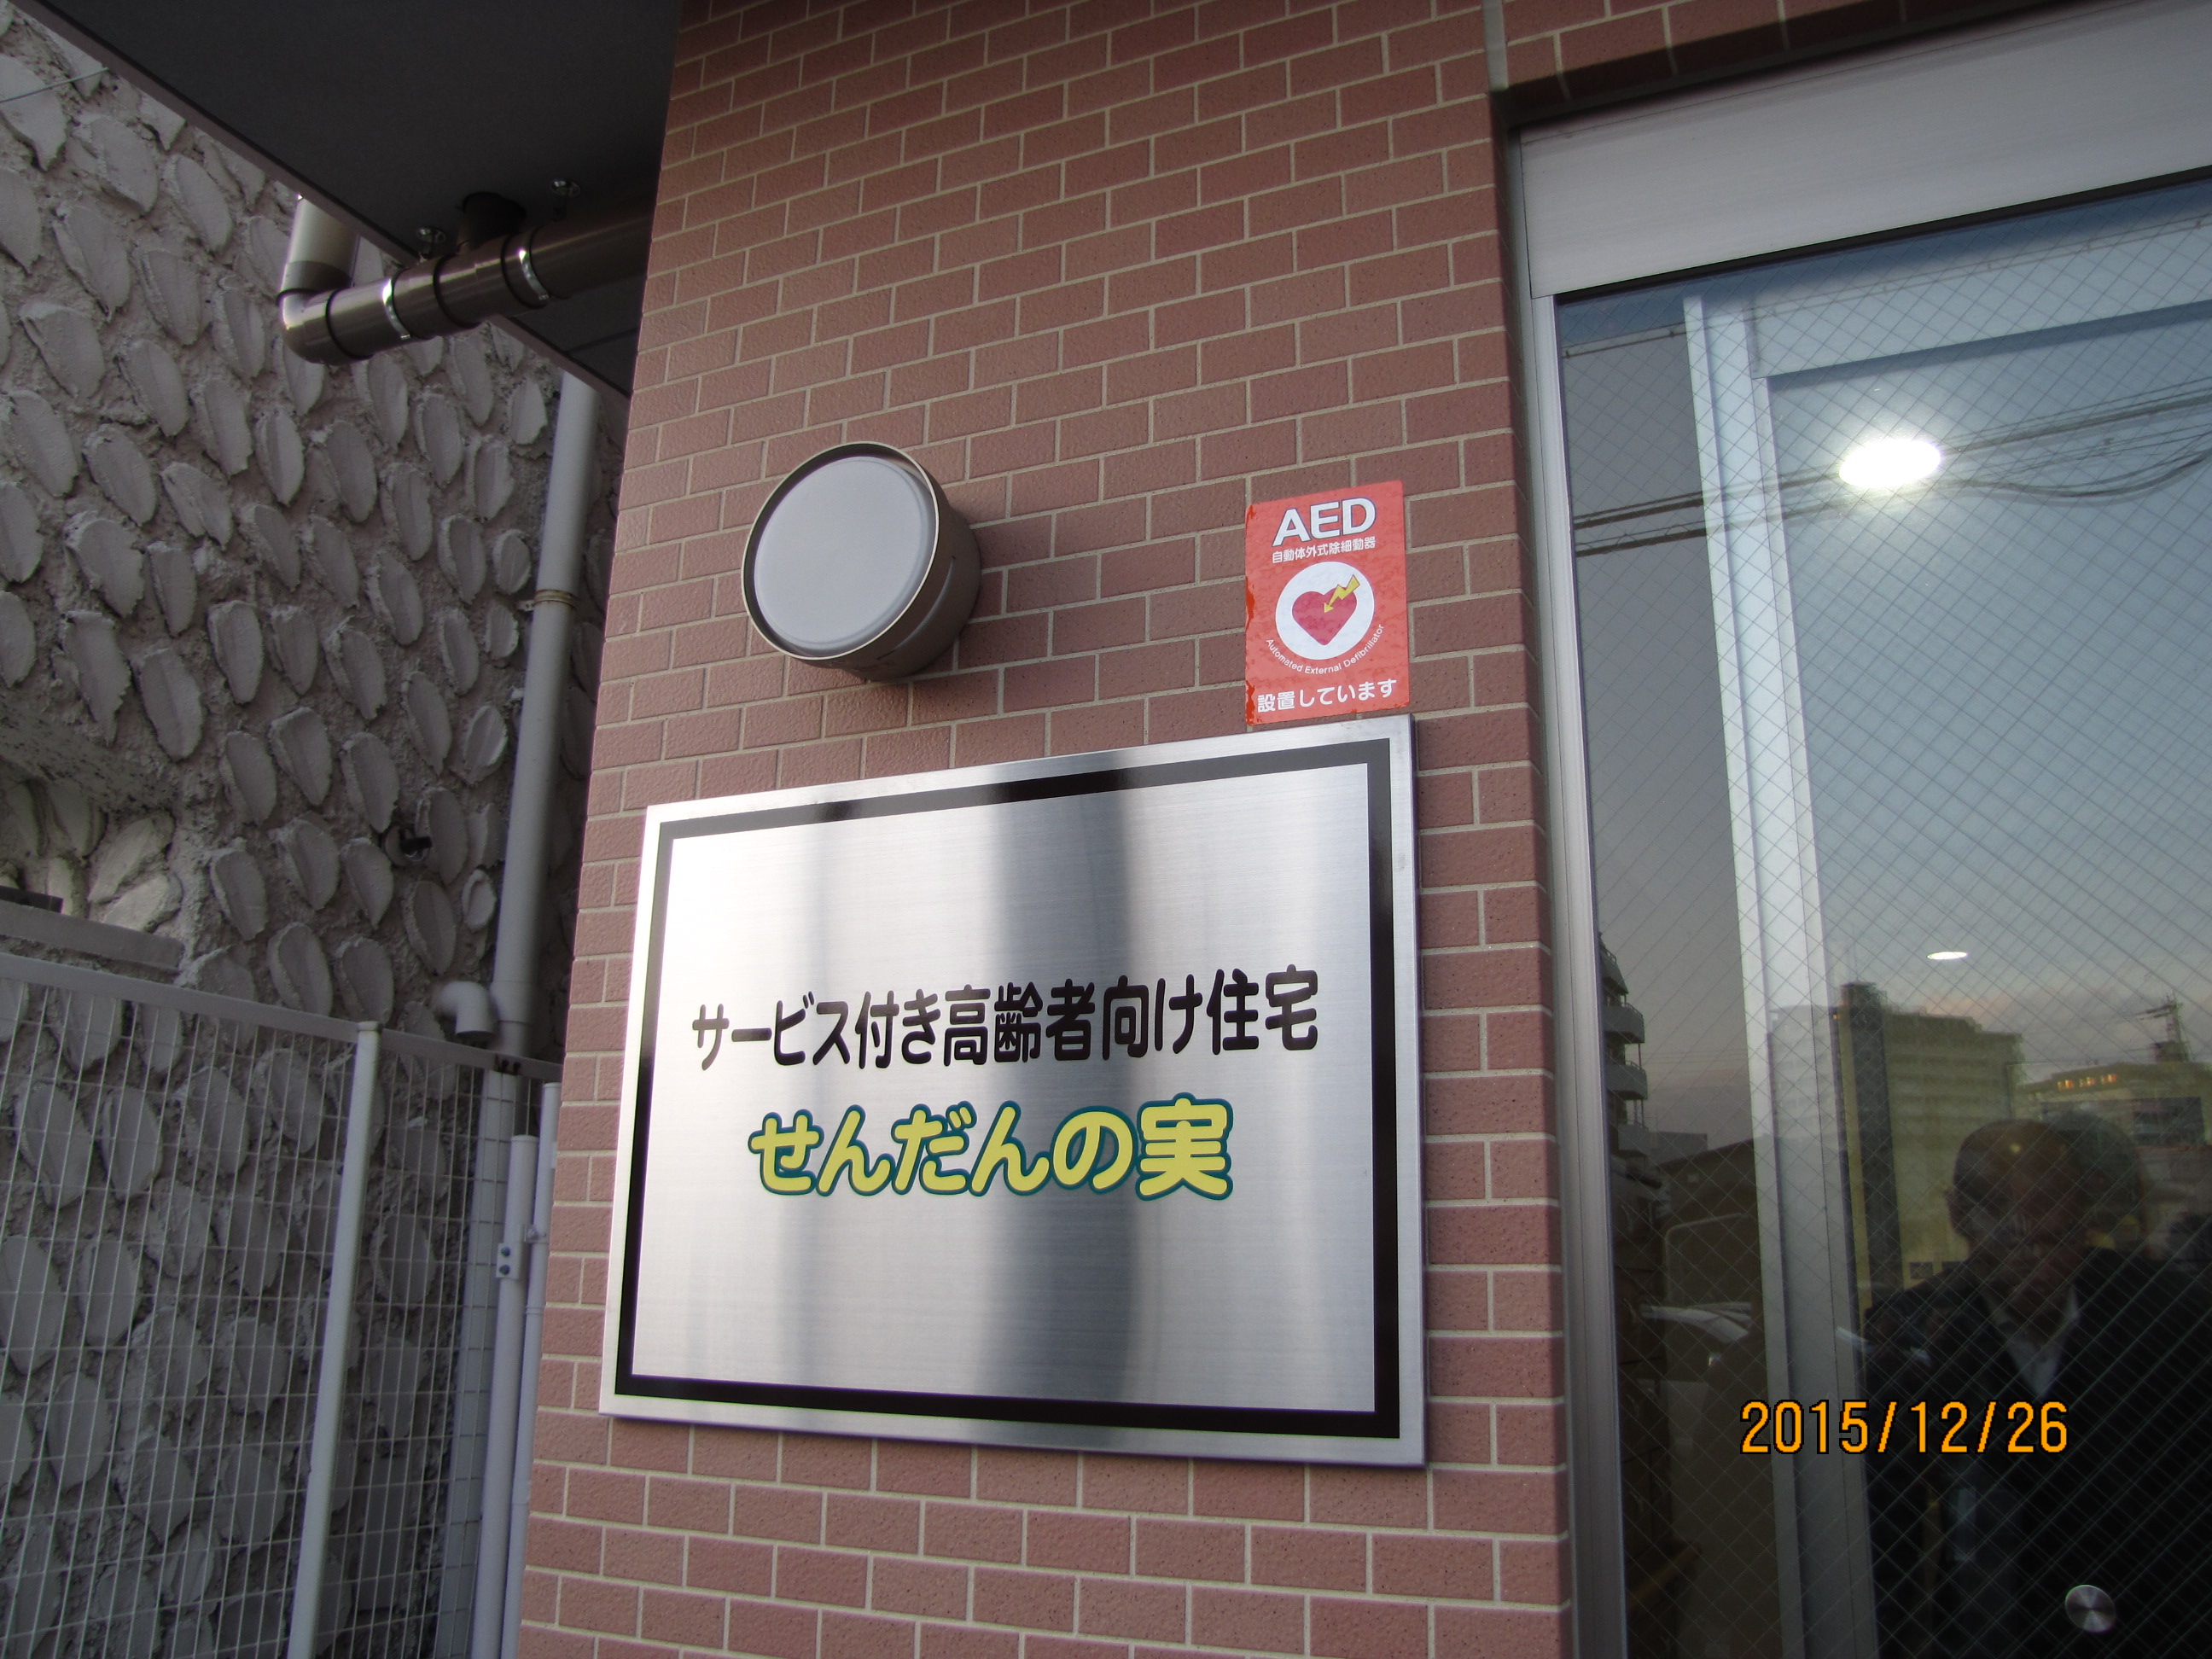 AED
自動体外式除細動器
Automated External Defibrillator
設置しています
サービス付き高齢者向け住宅
せんだんの実
2015/12/26